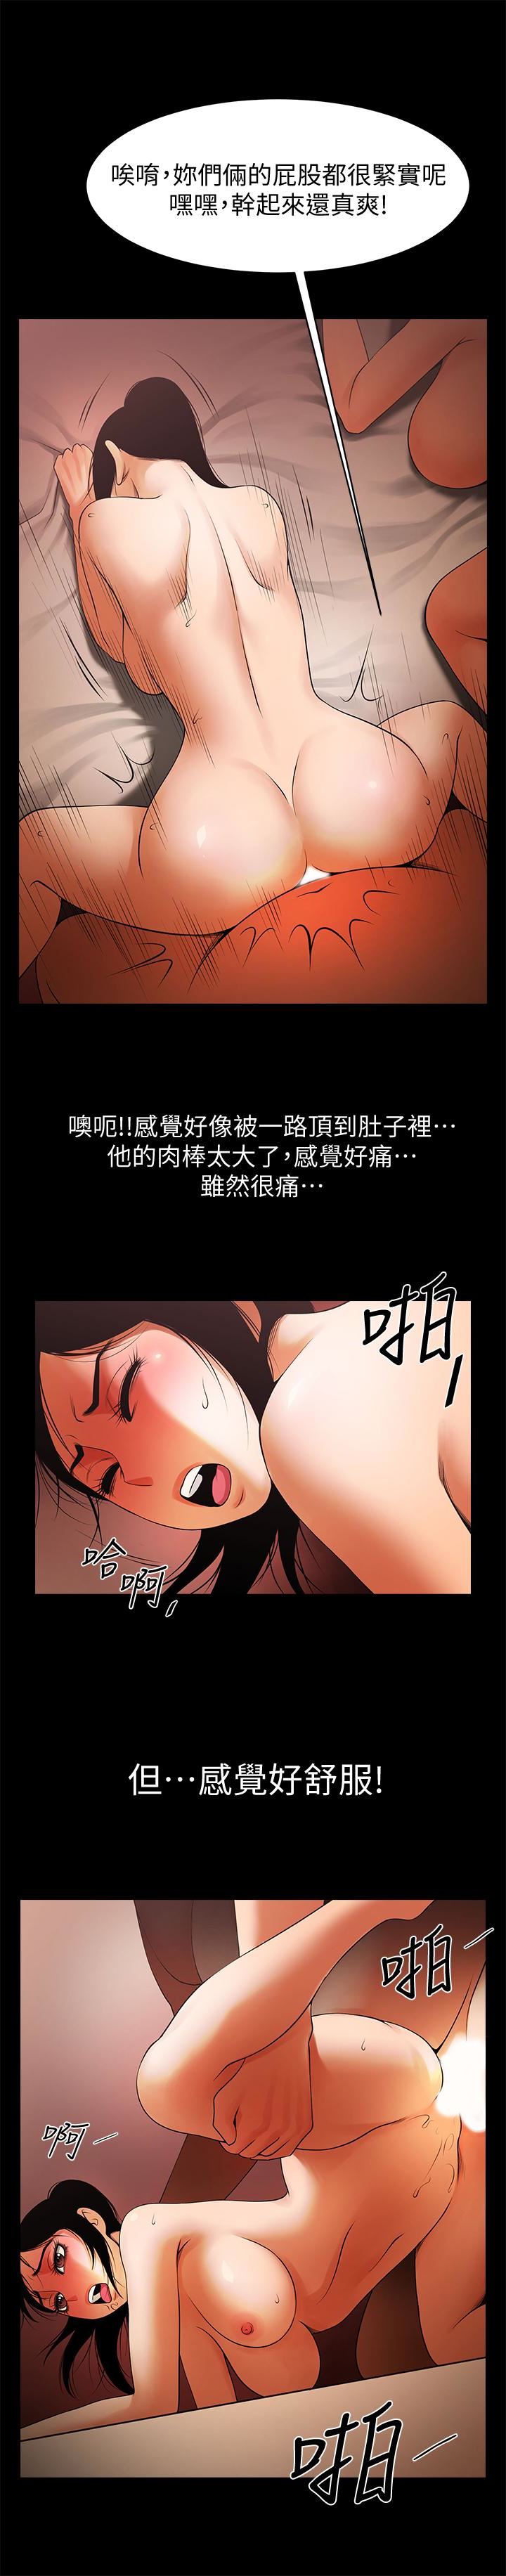 唉唷,妳們倆的屁股都很緊實呢
嘿嘿,幹起來還真爽!
噢呃!!感覺好像被一路頂到肚子裡⋯
他的肉棒太大了,感覺好痛⋯
雖然很痛⋯
啪
哈
啊
但⋯感覺好舒服!
啪
啊
啪